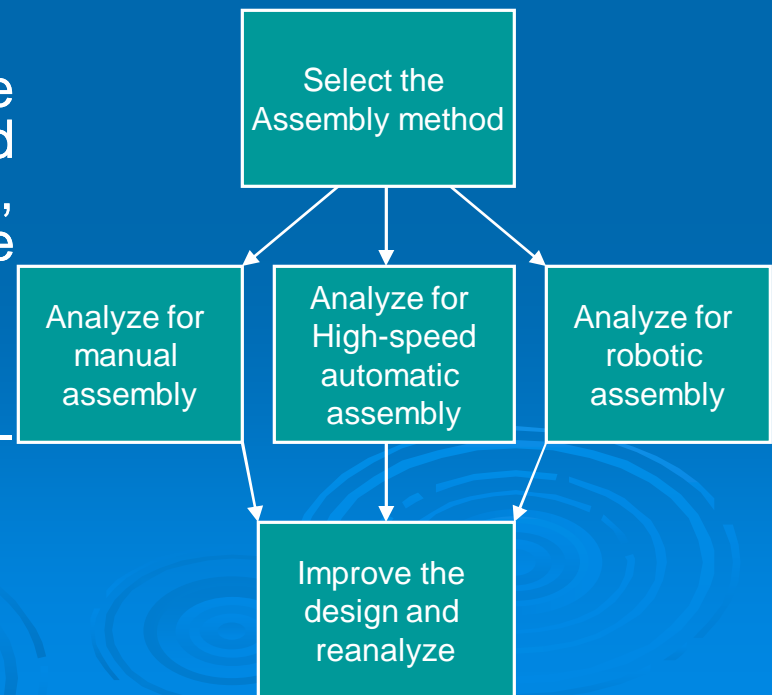 Select the
Assembly method
Analyze for
manual
assembly
Analyze for
High-speed
automatic
assembly
Analyze for
robotic
assembly
Improve the
design and
reanalyze